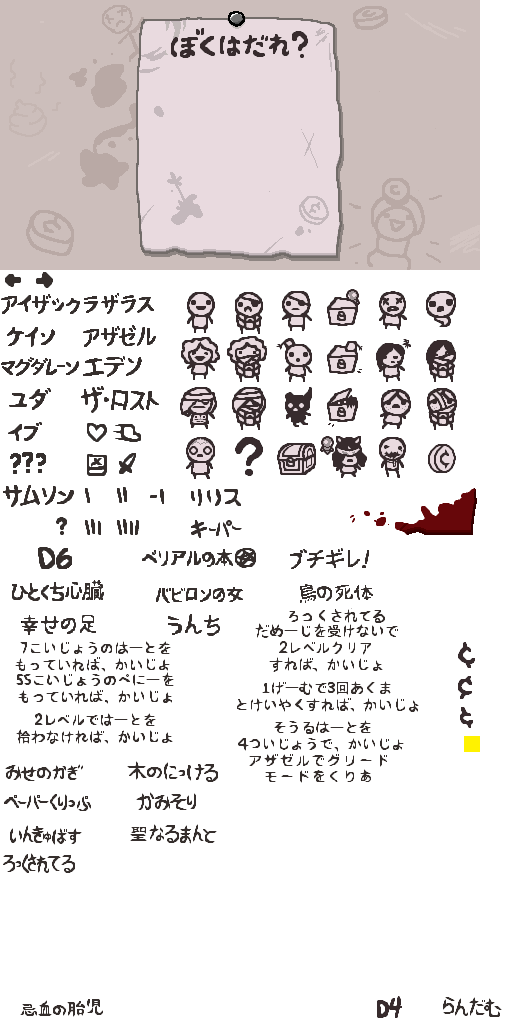 ぼくはだれ?
アイザック ラザラス
ケイン アザゼル
マグダレーン エデン
ユダ ザ・ロスト
イブ
???
?
サムソン リリス
? キーパー
D6 ベリアルの本 ブチギレ!
ひとくち心臓 バビロンの女 鳥の死体
幸せの足 うんち
ろっくされてる
だめーじを受けないで
7こいじょうのはーとを
もっていれば、かいじょ
2レベルクリア
すれば、かいじょ
55こいじょうのぺにーを
もっていれば、かいじょ
1げーむで3回あくま
とけいやくすれば、かいじょ
2レベルではーとを
拾わなければ、かいじょ
そうるはーとを
4ついじょうで、かいじょ
アザゼルでグリード
モードをくりあ
みせのかぎ 木のにっける
ペーパーくりっぷ かみそり
いんきゅばす 聖なるまんと
ろっくされてる
忌血の胎児 D4 らんだむ